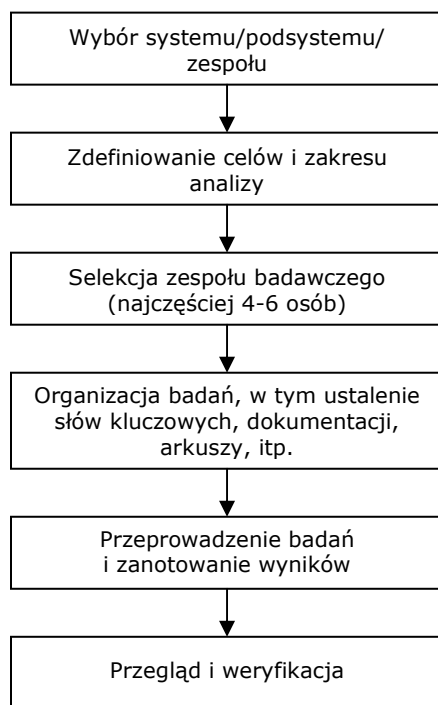 Wybór systemu/podsystemu/
zespołu
Zdefiniowanie celów i zakresu
analizy
Selekcja zespołu badawczego
(najczęściej 4-6 osób)
Organizacja badań, w tym ustalenie
słów kluczowych, dokumentacji,
arkuszy, itp.
Przeprowadzenie badań
i zanotowanie wyników
Przegląd i weryfikacja